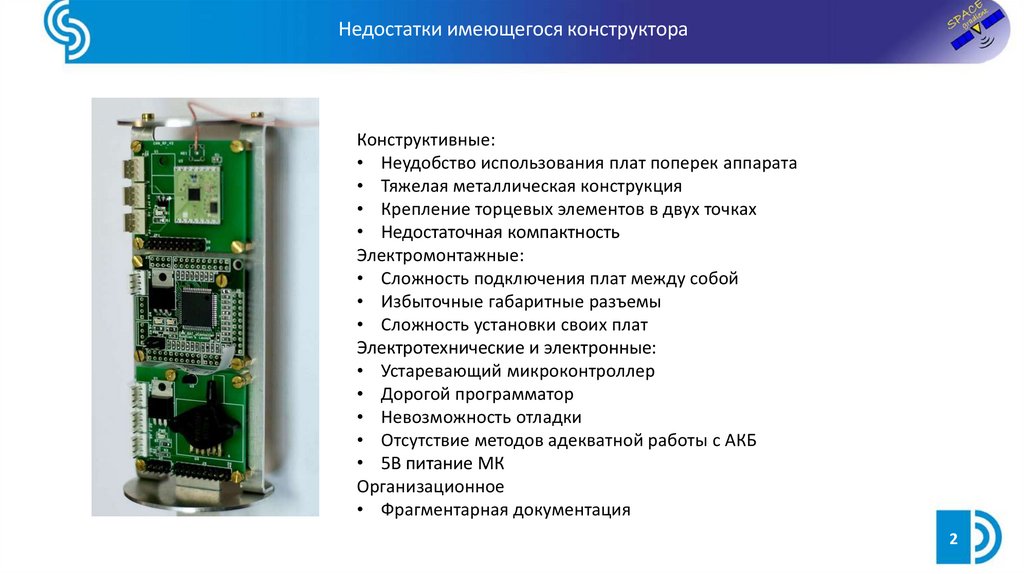 Недостатки имеющегося конструктора
SPACE
gradient
Конструктивные:
• Неудобство использования плат поперек аппарата
• Тяжелая металлическая конструкция
• Крепление торцевых элементов в двух точках
• Недостаточная компактность
Электромонтажные:
• Сложность подключения плат между собой
• Избыточные габаритные разъемы
• Сложность установки своих плат
Электротехнические и электронные:
• Устаревающий микроконтроллер
• Дорогой программатор
• Невозможность отладки
• Отсутствие методов адекватной работы с АКБ
• 5В питание МК
Организационное
• Фрагментарная документация
2